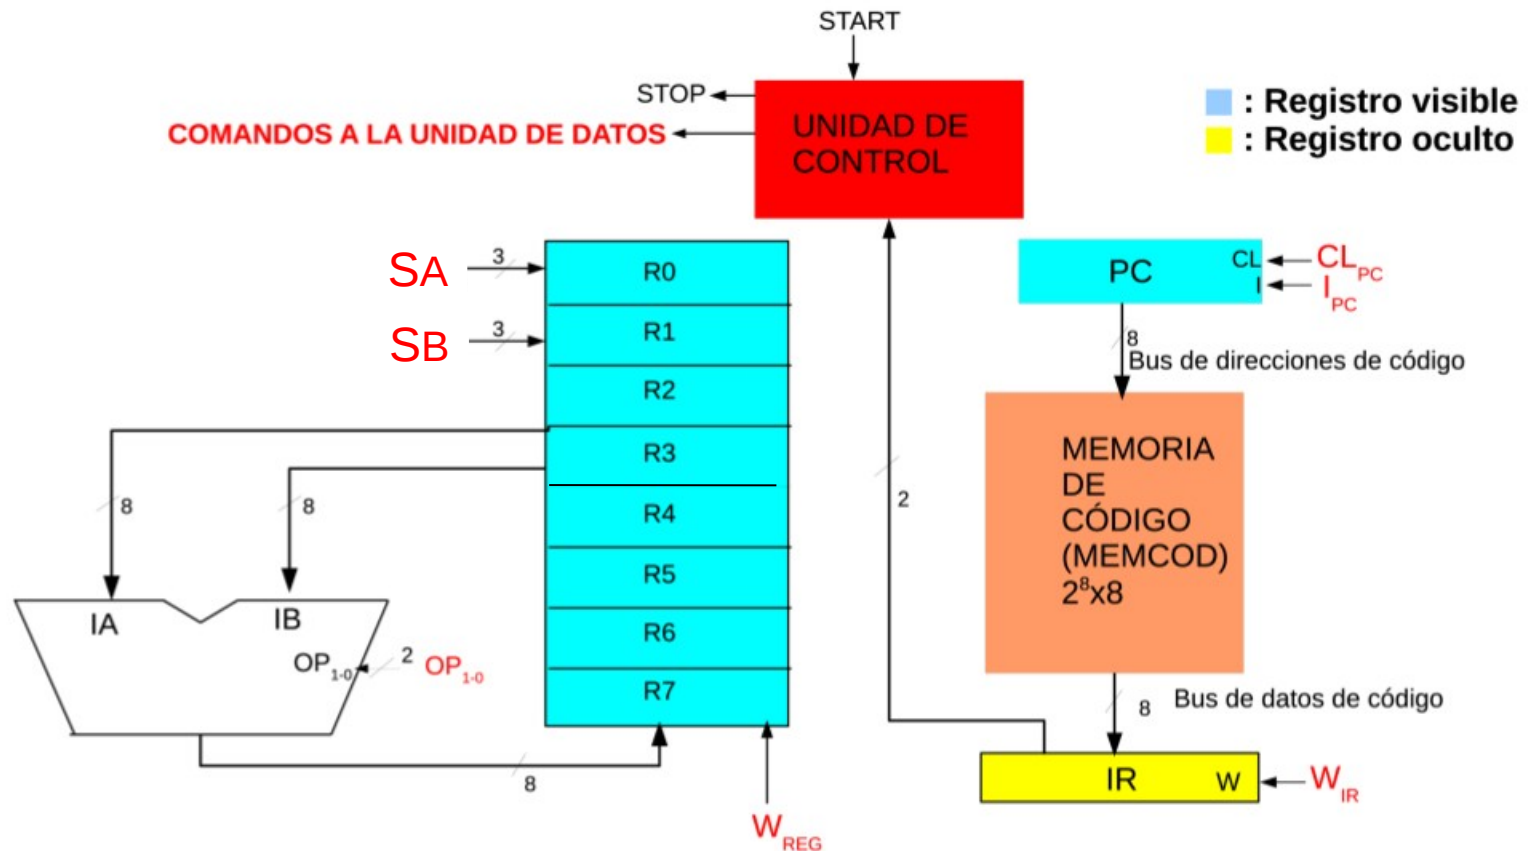 START
STOP
COMANDOS A LA UNIDAD DE DATOS
UNIDAD DE
CONTROL
: Registro visible
: Registro oculto
SA
3
SB
3
R0
R1
R2
R3
R4
R5
R6
R7
PC
CL
I
CLPC
IPC
8
Bus de direcciones de código
MEMORIA
DE
CÓDIGO
(MEMCOD)
2⁸x8
2
8
8
IA
IB
OP1-0
2
OP1-0
8
WREG
8
Bus de datos de código
IR
W
WIR